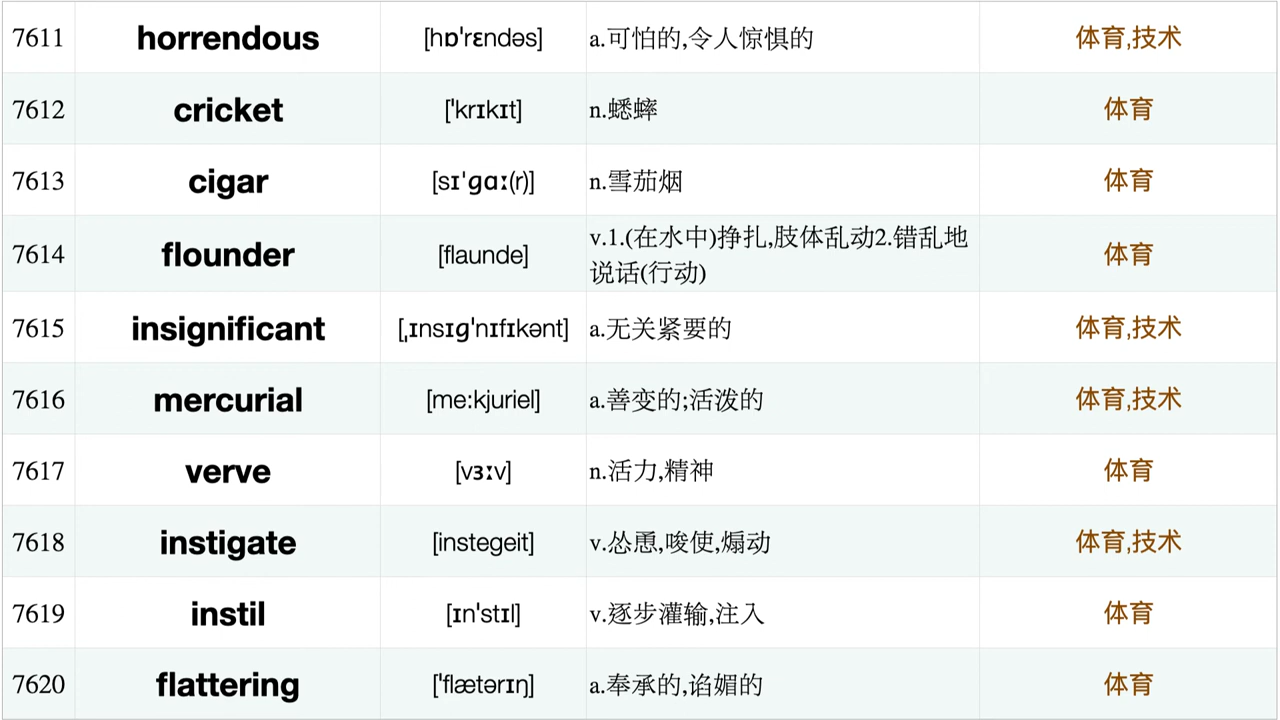 7611 horrendous [hɒ'rɛndəs] a.可怕的,令人惊惧的 体育,技术
7612 cricket ['krɪkɪt] n.蟋蟀 体育
7613 cigar [sɪˈɡɑː(r)] n.雪茄烟 体育
7614 flounder [flaunde] v.1.(在水中)挣扎,肢体乱动2.错乱地 体育
说话(行动)
7615 insignificant [ˌɪnsɪɡ'nɪfɪkənt] a.无关紧要的 体育,技术
7616 mercurial [me:kjuriel] a.善变的;活泼的 体育,技术
7617 verve [vɜːv] n.活力,精神 体育
7618 instigate [instegeit] v.怂恿,唆使,煽动 体育,技术
7619 instil [ɪn'stɪl] v.逐步灌输,注入 体育
7620 flattering ['flætərɪŋ] a.奉承的,谄媚的 体育